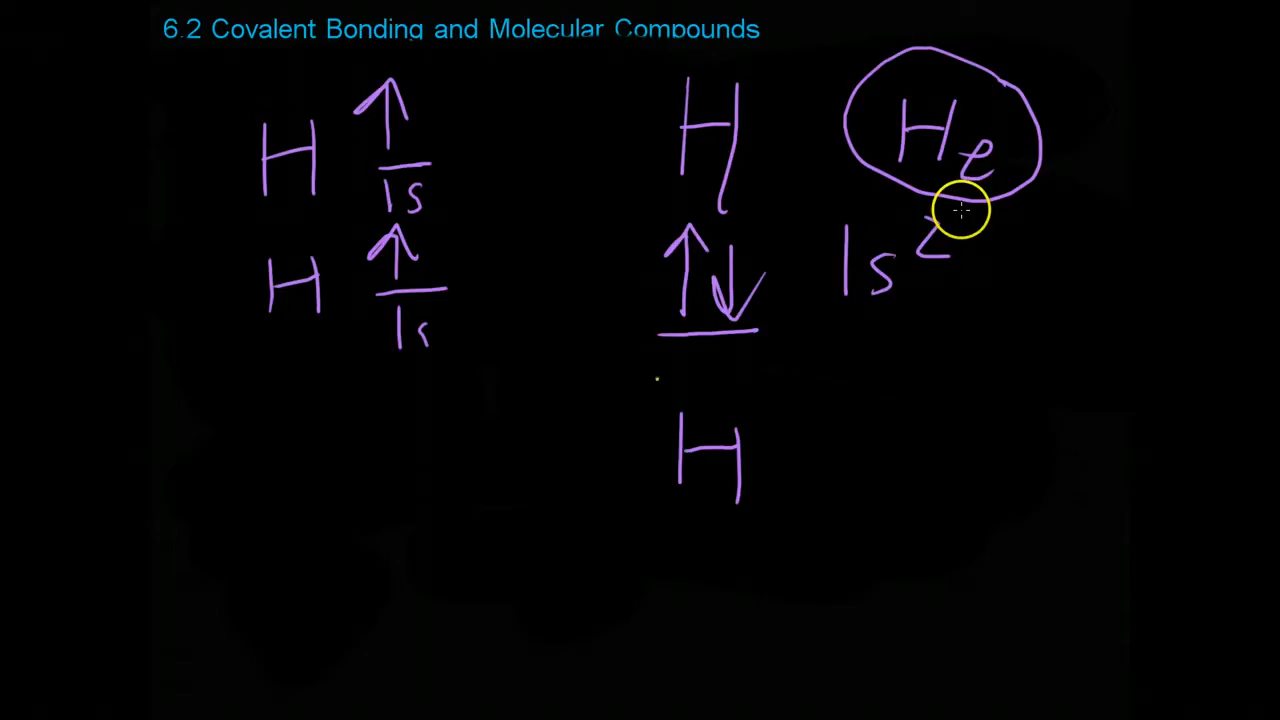 6.2 Covalent Bonding and Molecular Compounds
H ↑
1s
H ↑
1s
H
↑↓
H
He
1s²